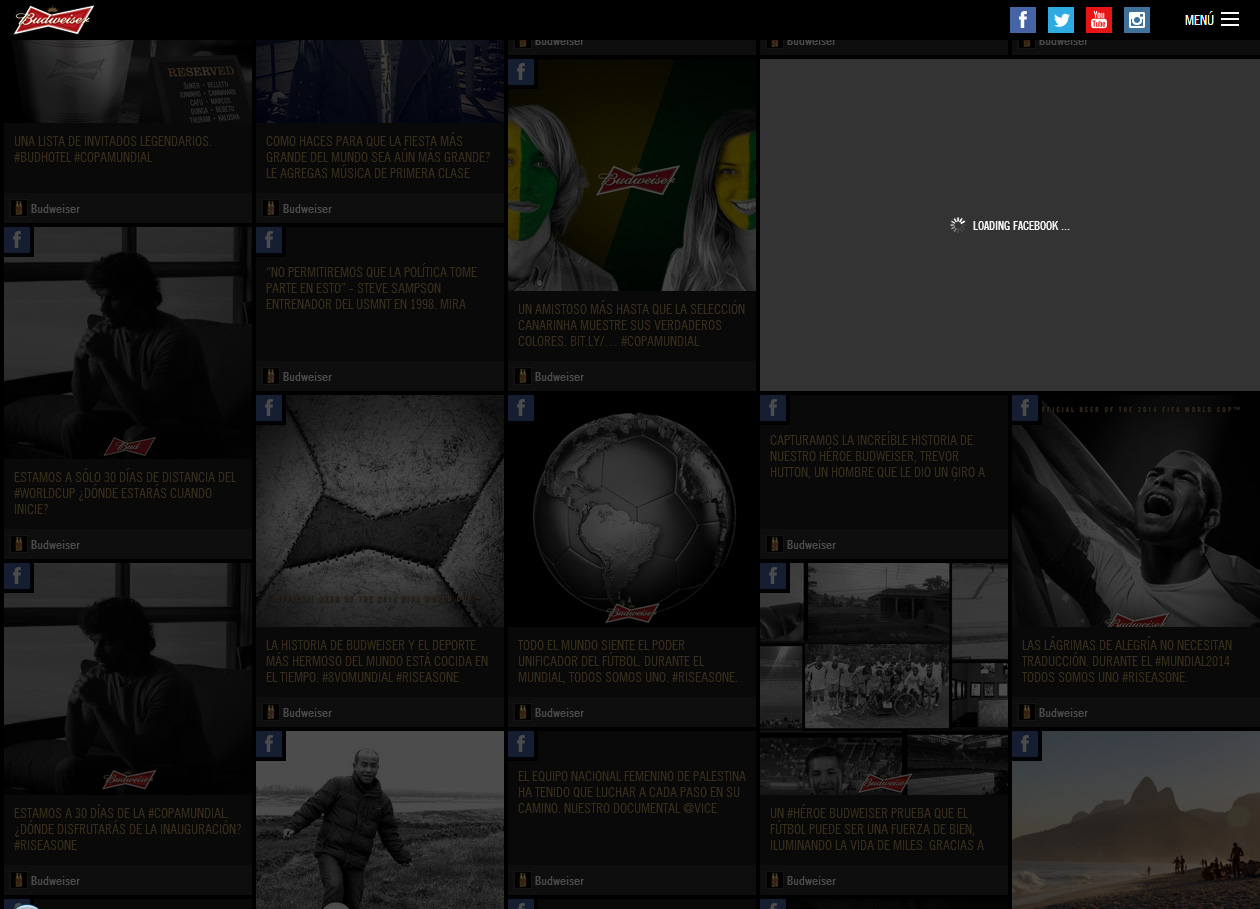 Budweiser
MENÚ
Budweiser
Budweiser
Budweiser
RESERVED
UNA LISTA DE INVITADOS LEGENDARIOS.
#BUDHOTEL #COPAMUNDIAL
Budweiser
ESTAMOS A SÓLO 30 DÍAS DE DISTANCIA DEL
#WORLDCUP ¿DÓNDE ESTARÁS CUANDO
INICIE?
Budweiser
ESTAMOS A 30 DÍAS DE LA #COPAMUNDIAL.
¿DÓNDE DISFRUTARÁS DE LA INAUGURACIÓN?
#RISEASONE
Budweiser
COMO HACES PARA QUE LA FIESTA MÁS
GRANDE DEL MUNDO SEA AÚN MÁS GRANDE?
LE AGREGAS MÚSICA DE PRIMERA CLASE
Budweiser
"NO PERMITIREMOS QUE LA POLÍTICA TOME
PARTE EN ESTO" - STEVE SAMPSON
ENTRENADOR DEL USMNT EN 1998. MIRA
Budweiser
LA HISTORIA DE BUDWEISER Y EL DEPORTE
MÁS HERMOSO DEL MUNDO ESTÁ COCIDA EN
EL TIEMPO. #8VOMUNDIAL #RISEASONE
Budweiser
Budweiser
UN AMISTOSO MÁS HASTA QUE LA SELECCIÓN
CANARINHA MUESTRE SUS VERDADEROS
COLORES. BIT.LY/… #COPAMUNDIAL
Budweiser
Budweiser
TODO EL MUNDO SIENTE EL PODER
UNIFICADOR DEL FÚTBOL. DURANTE EL
MUNDIAL, TODOS SOMOS UNO. #RISEASONE.
Budweiser
EL EQUIPO NACIONAL FEMENINO DE PALESTINA
HA TENIDO QUE LUCHAR A CADA PASO EN SU
CAMINO. NUESTRO DOCUMENTAL @VICE
Budweiser
LOADING FACEBOOK ...
CAPTURAMOS LA INCREÍBLE HISTORIA DE
NUESTRO HÉROE BUDWEISER, TREVOR
HUTTON, UN HOMBRE QUE LE DIO UN GIRO A
Budweiser
Budweiser
UN #HÉROE BUDWEISER PRUEBA QUE EL
FÚTBOL PUEDE SER UNA FUERZA DE BIEN,
ILUMINANDO LA VIDA DE MILES. GRACIAS A
Budweiser
OFFICIAL BEER OF THE 2014 FIFA WORLD CUP™
Budweiser
LAS LÁGRIMAS DE ALEGRÍA NO NECESITAN
TRADUCCIÓN. DURANTE EL #MUNDIAL2014
TODOS SOMOS UNO #RISEASONE.
Budweiser